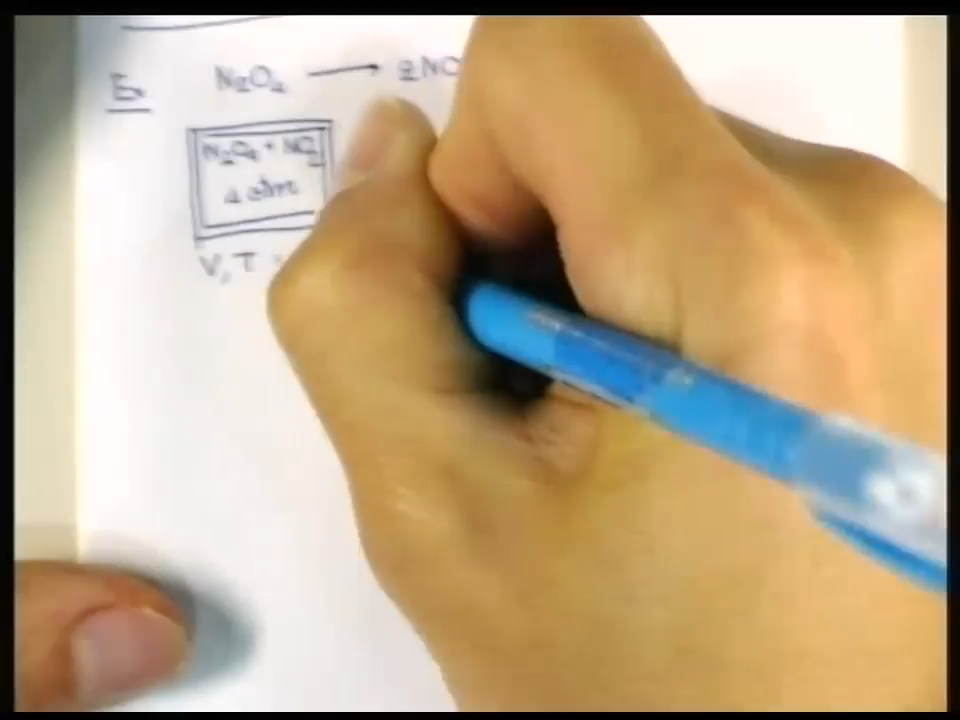 Ex N₂O₄ → 2NO
N₂O₄ + NO₂
4 atm
V, T